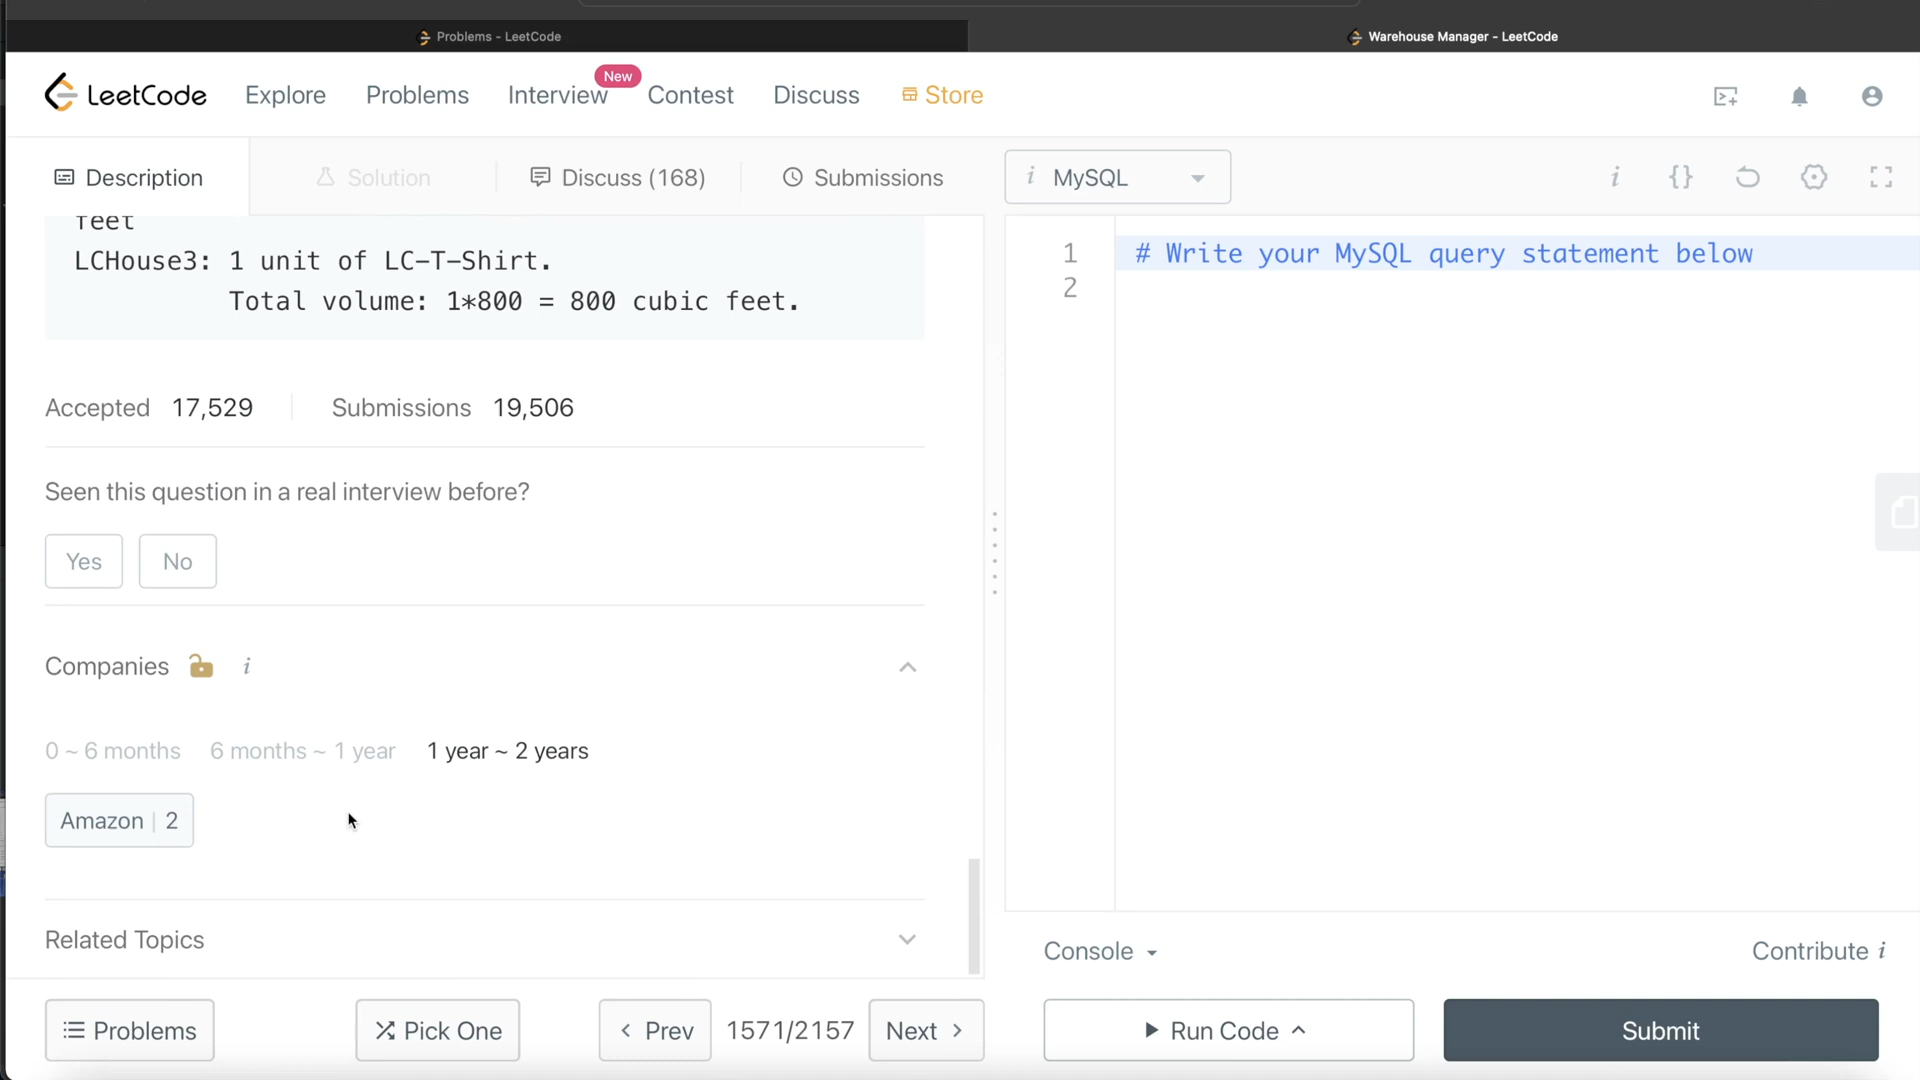 Problems - LeetCode
Warehouse Manager - LeetCode
LeetCode
Explore
Problems
Interview
New
Contest
Discuss
Store
Description
Solution
Discuss (168)
Submissions
i MySQL
i {}
feet
LCHouse3: 1 unit of LC-T-Shirt.
Total volume: 1*800 = 800 cubic feet.
1 # Write your MySQL query statement below
2
Accepted 17,529
Submissions 19,506
Seen this question in a real interview before?
Yes
No
Companies i
0 ~ 6 months
6 months ~ 1 year
1 year ~ 2 years
Amazon | 2
Related Topics
Console
Contribute i
Problems
Pick One
Prev
1571/2157
Next
Run Code
Submit